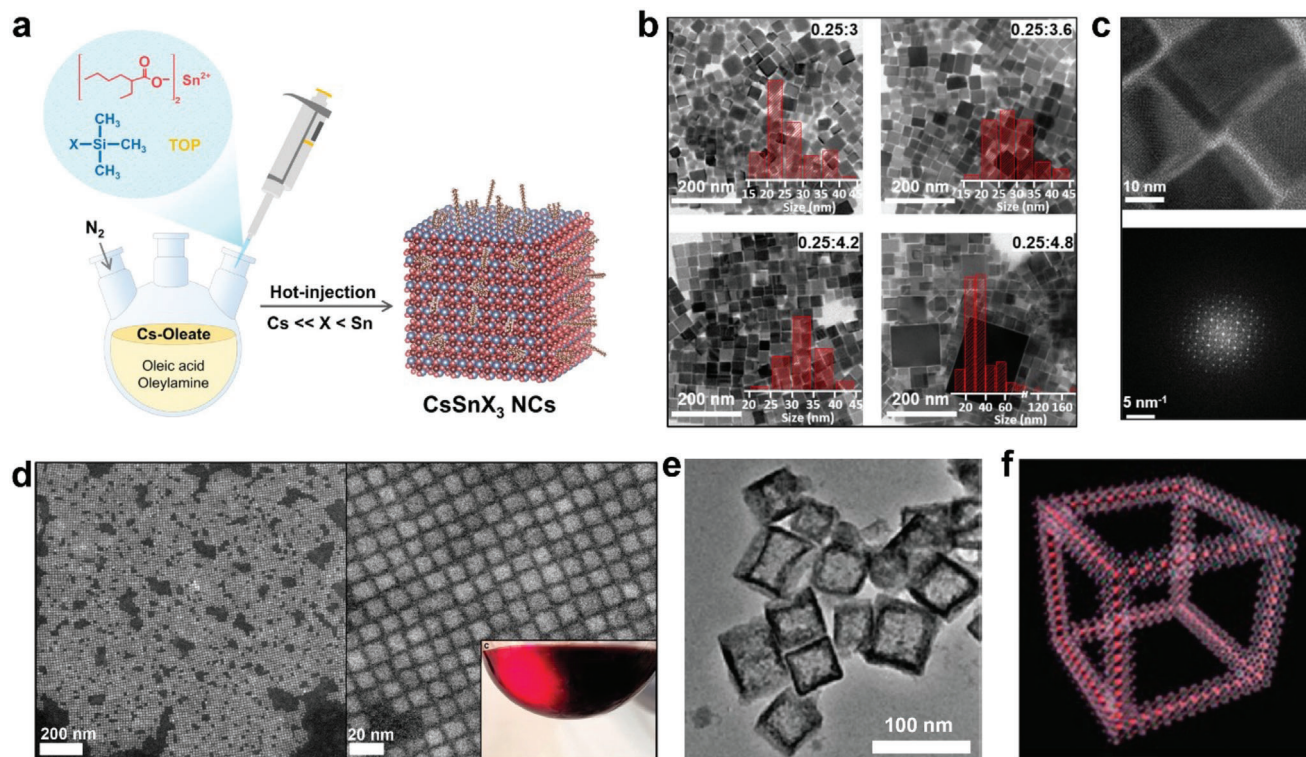 a
[
O
O-
]
2
Sn2+
CH3
X-Si-CH3
CH3
TOP
N2
Cs-Oleate
Oleic acid
Oleylamine
Hot-injection
Cs << X < Sn
CsSnX3 NCs
b
0.25:3
200 nm
15 20 25 30 35 40 45
Size (nm)
0.25:3.6
200 nm
15 20 25 30 35 40 45
Size (nm)
0.25:4.2
200 nm
20 25 30 35 40 45
Size (nm)
0.25:4.8
200 nm
20 40 60 120 160
Size (nm)
c
10 nm
5 nm-1
d
200 nm
20 nm
c
e
100 nm
f